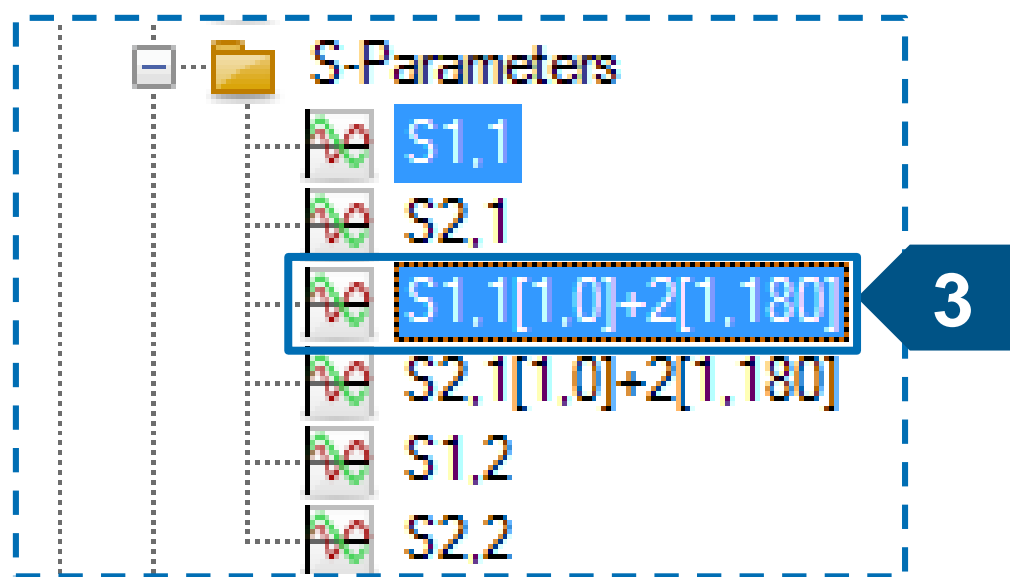 S-Parameters
S1,1
S2,1
S1,1[1,0]+2[1,180]
3
S2,1[1,0]+2[1,180]
S1,2
S2,2